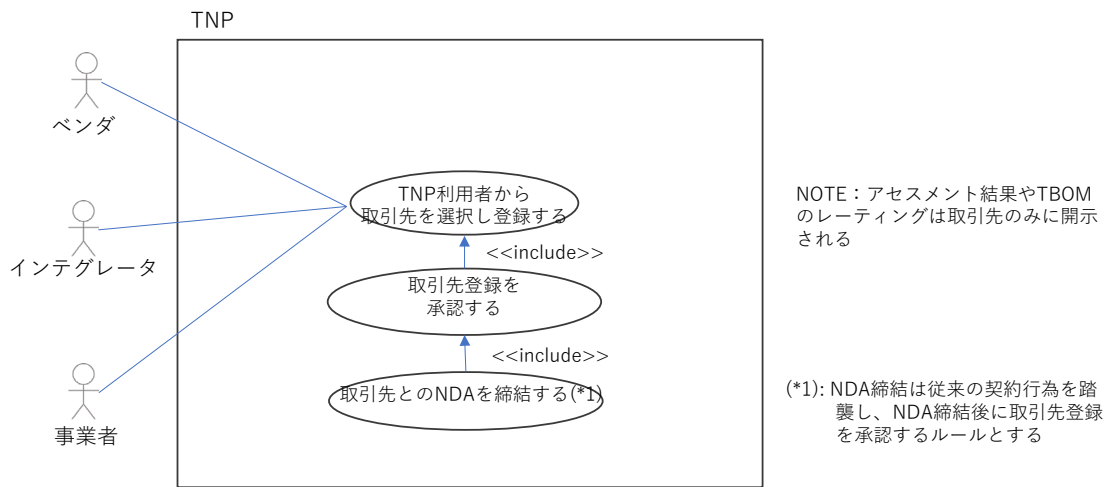 TNP
ベンダ
インテグレータ
事業者
TNP利用者から
取引先を選択し登録する
<<include>>
取引先登録を
承認する
<<include>>
取引先とのNDAを締結する(*1)
NOTE：アセスメント結果やTBOM
のレーティングは取引先のみに開示
される
(*1): NDA締結は従来の契約行為を踏
襲し、NDA締結後に取引先登録
を承認するルールとする